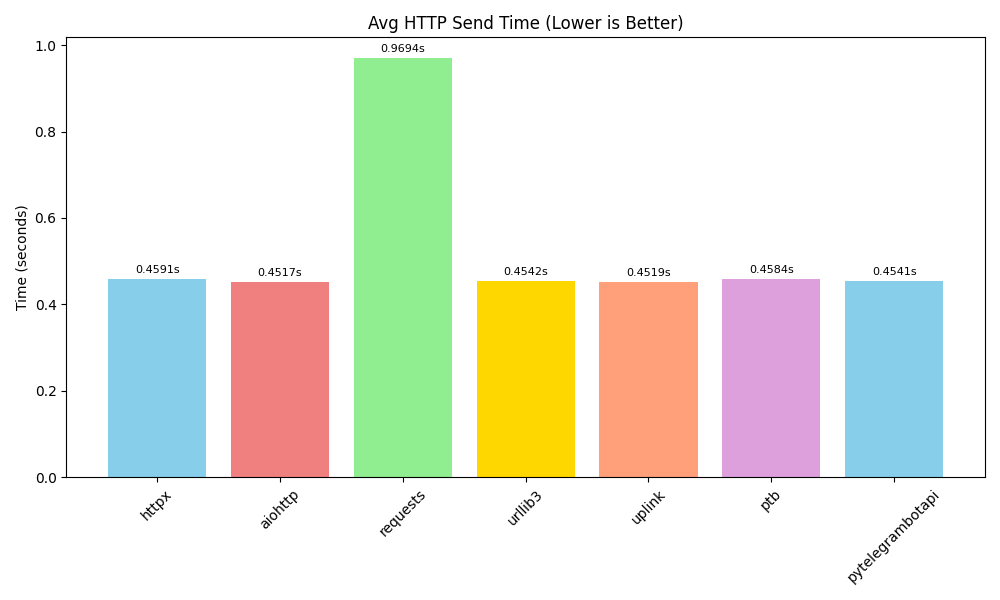 Avg HTTP Send Time (Lower is Better)
Time (seconds)
1.0
0.8
0.6
0.4
0.2
0.0
0.4591s
0.4517s
0.9694s
0.4542s
0.4519s
0.4584s
0.4541s
httpx
aiohttp
requests
urllib3
uplink
ptb
pytelegrambotapi